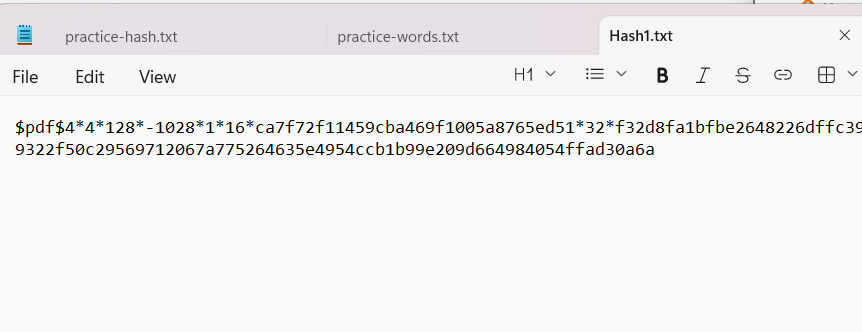 practice-hash.txt practice-words.txt Hash1.txt
File Edit View H1 B I S
$pdf$4*4*128*-1028*1*16*ca7f72f11459cba469f1005a8765ed51*32*f32d8fa1bfbe2648226dffc39
9322f50c29569712067a775264635e4954ccb1b99e209d664984054ffad30a6a